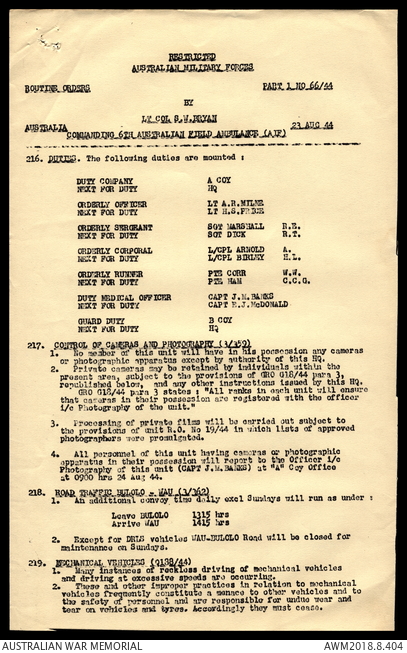 RESTRICTED
AUSTRALIAN MILITARY FORCES
ROUTINE ORDERS PART 1 NO 66/44
BY
LT COL S.W.BRYAN
AUSTRALIA 23 AUG 44
COMMANDING 6TH AUSTRALIAN FIELD AMBULANCE (AIF)
216. DUTIES. The following duties are mounted :
DUTY COMPANY A COY
NEXT FOR DUTY HQ
ORDERLY OFFICER LT A.R.MILNE
NEXT FOR DUTY LT H.S.PRICE
ORDERLY SERGEANT SGT MARSHALL R.E.
NEXT FOR DUTY SGT DICK R.T.
ORDERLY CORPORAL L/CPL ARNOLD A.
NEXT FOR DUTY L/CPL BIRLEY H.L.
ORDERLY RUNNER PTE CORR W.W.
NEXT FOR DUTY PTE HAM C.C.G.
DUTY MEDICAL OFFICER CAPT J.M.BANKS
NEXT FOR DUTY CAPT E.J.McDONALD
GUARD DUTY B COY
NEXT FOR DUTY HQ
217. CONTROL OF CAMERAS AND PHOTOGRAPHY (3/359)
1. No member of this unit will have in his possession any cameras
or photographic apparatus except by authority of this HQ.
2. Private cameras may be retained by individuals within the
present area, subject to the provisions of GRO G18/44 para 3,
republished below, and any other instructions issued by this HQ.
GRO G18/44 para 3 states : "All ranks in each unit will ensure
that cameras in their possession are registered with the officer
i/c Photography of the unit."
3. Processing of private films will be carried out subject to
the provisions of unit R.O. No 19/44 in which lists of approved
photographers were promulgated.
4. All personnel of this unit having cameras or photographic
apparatus in their possession will report to the Officer i/c
Photography of this unit (CAPT J.M.BANKS) at "A" Coy Office
at 0900 hrs 24 Aug 44.
218. ROAD TRAFFIC BULOLO - WAU (3/362)
1. An additional convoy time daily excl Sundays will run as under :
Leave BULOLO 1315 hrs
Arrive WAU 1415 hrs
2. Except for DRLS vehicles WAU-BULOLO Road will be closed for
maintenance on Sundays.
219. MECHANICAL VEHICLES (Q188/44)
1. Many instances of reckless driving of mechanical vehicles
and driving at excessive speeds are occurring.
2. These and other improper practices in relation to mechanical
vehicles frequently constitute a menace to other vehicles and to
the safety of personnel and are responsible for undue wear and
tear on vehicles and tyres. Accordingly they must cease.
AUSTRALIAN WAR MEMORIAL AWM2018.8.404